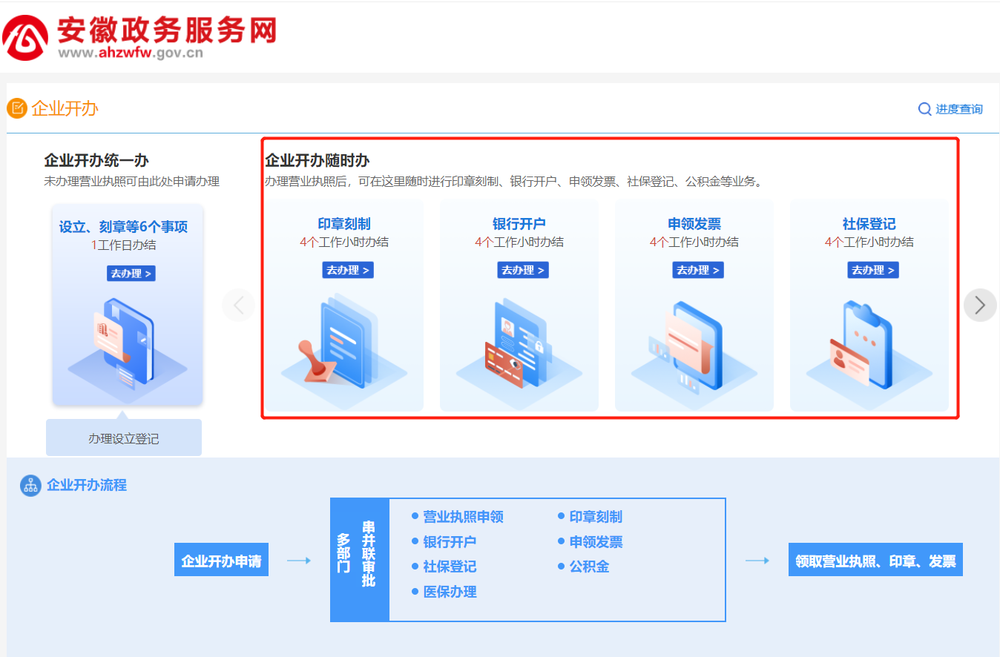 安徽政务服务网
www.ahzwfw.gov.cn
企业开办
进度查询
企业开办统一办
未办理营业执照可由此处申请办理
设立、刻章等6个事项
1工作日办结
去办理 >
办理设立登记
企业开办随时办
办理营业执照后，可在这里随时进行印章刻制、银行开户、申领发票、社保登记、公积金等业务。
印章刻制
4个工作小时办结
去办理 >
银行开户
4个工作小时办结
去办理 >
申领发票
4个工作小时办结
去办理 >
社保登记
4个工作小时办结
去办理 >
企业开办流程
企业开办申请
多部门
串并联审批
营业执照申领
印章刻制
银行开户
申领发票
社保登记
公积金
医保办理
领取营业执照、印章、发票